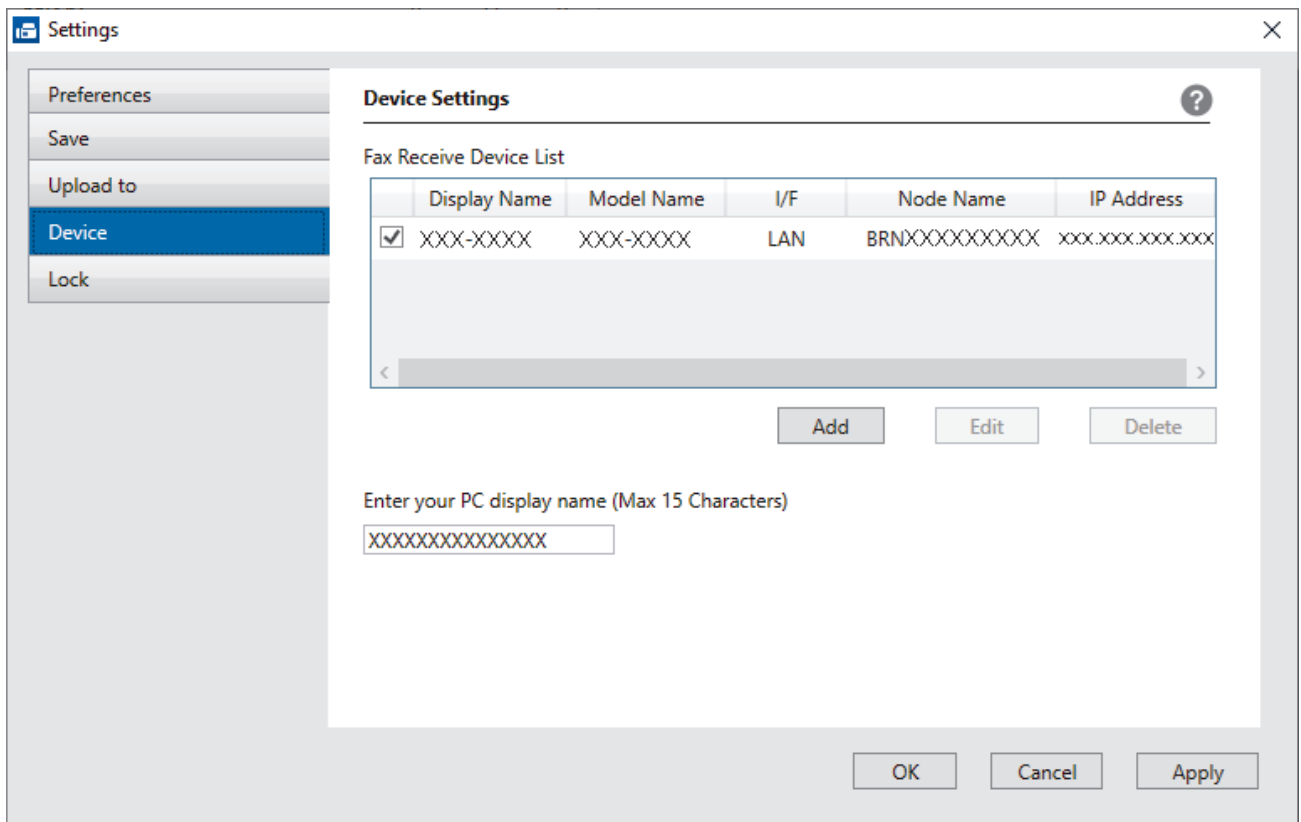 Settings
Preferences
Save
Upload to
Device
Lock
Device Settings
?
Fax Receive Device List
Display Name Model Name I/F Node Name IP Address
XXX-XXXX XXX-XXXX LAN BRNXXXXXXXXX XXX.XXX.XXX.XXX
Add Edit Delete
Enter your PC display name (Max 15 Characters)
XXXXXXXXXXXXXXX
OK Cancel Apply